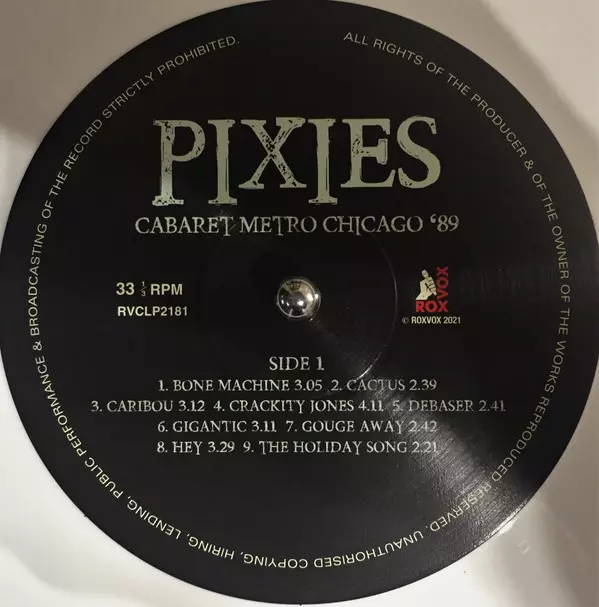 ALL RIGHTS OF THE PRODUCER & OF THE OWNER OF THE WORKS REPRODUCED RESERVED. UNAUTHORISED COPYING, HIRING, LENDING, PUBLIC PERFORMANCE & BROADCASTING OF THE RECORD STRICTLY PROHIBITED.
PIXIES
CABARET METRO CHICAGO ‘89
33 ⅓ RPM
RVCLP2181
ROXVOX
© ROXVOX 2021
SIDE 1
1. BONE MACHINE 3.05 2. CACTUS 2.39
3. CARIBOU 3.12 4. CRACKITY JONES 4.11 5. DEBASER 2.41
6. GIGANTIC 3.11 7. GOUGE AWAY 2.42
8. HEY 3.29 9. THE HOLIDAY SONG 2.21